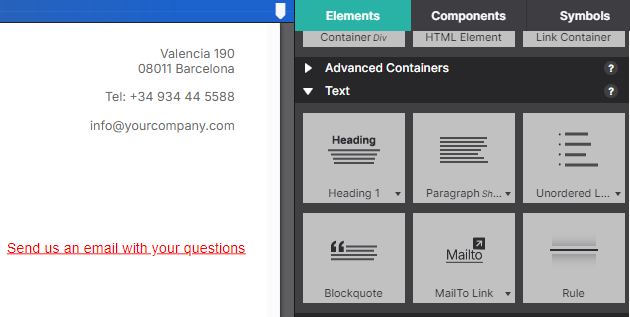 Elements Components Symbols
Container Div HTML Element Link Container
Advanced Containers ?
Text ?
Heading
Heading 1 Paragraph Sh... Unordered L...
Mailto
Blockquote MailTo Link Rule
Valencia 190
08011 Barcelona
Tel: +34 934 44 5588
info@yourcompany.com
Send us an email with your questions